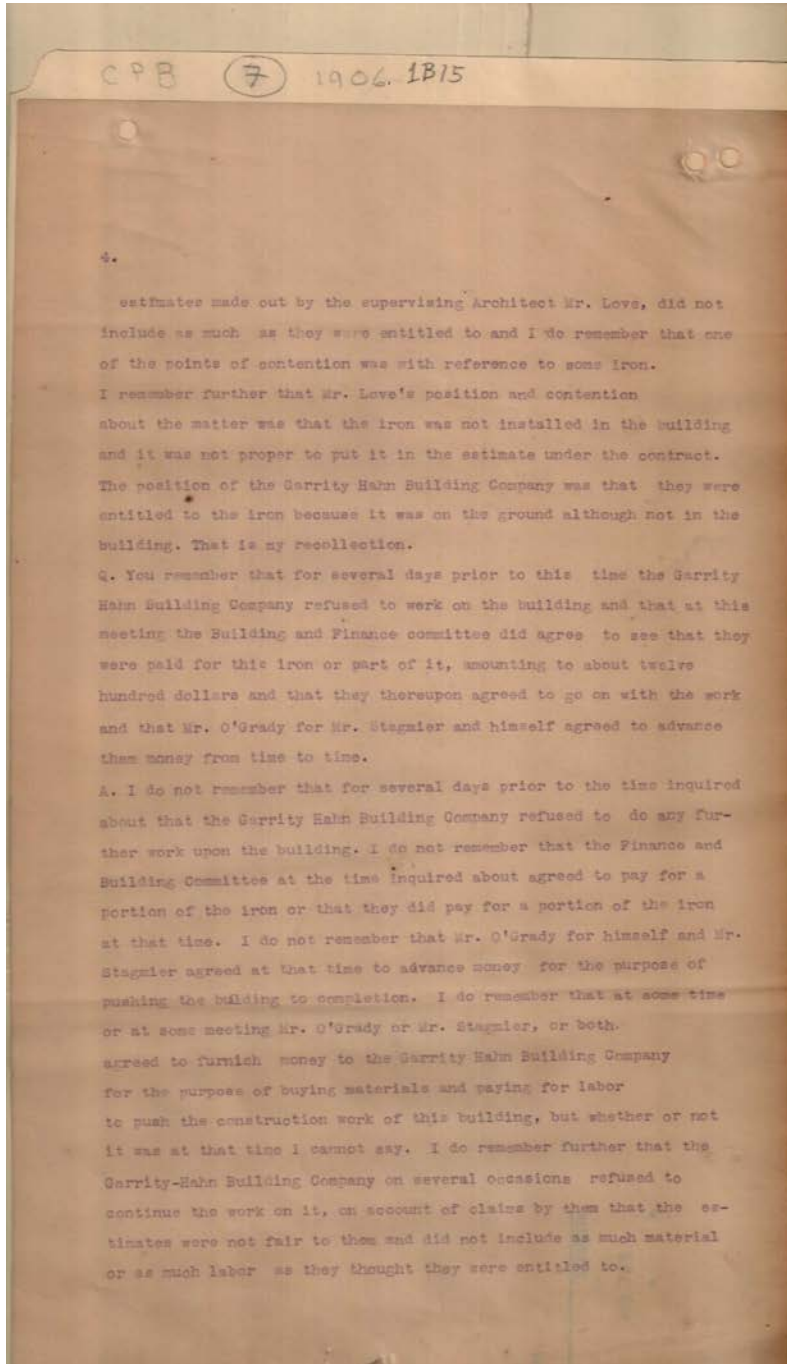 CPB 7 1906. 1B15
4.
estimates made out by the supervising Architect Mr. Love, did not
include as much as they were entitled to and I do remember that one
of the points of contention was with reference to some iron.
I remember further that Mr. Love's position and contention
about the matter was that the iron was not installed in the building
and it was not proper to put it in the estimate under the contract.
The position of the Garrity Hahn Building Company was that they were
entitled to the iron because it was on the ground although not in the
building. That is my recollection.
Q. You remember that for several days prior to this time the Garrity
Hahn Building Company refused to work on the building and that at this
meeting the Building and Finance committee did agree to see that they
were paid for this iron or part of it, amounting to about twelve
hundred dollars and that they thereupon agreed to go on with the work
and that Mr. O'Grady for Mr. Stagmier and himself agreed to advance
them money from time to time.
A. I do not remember that for several days prior to the time inquired
about that the Garrity Hahn Building Company refused to do any fur-
ther work upon the building. I do not remember that the Finance and
Building Committee at the time inquired about agreed to pay for a
portion of the iron or that they did pay for a portion of the iron
at that time. I do not remember that Mr. O'Grady for himself and Mr.
Stagmier agreed at that time to advance money for the purpose of
pushing the building to completion. I do remember that at some time
or at some meeting Mr. O'Grady or Mr. Stagmier, or both
agreed to furnich money to the Garrity Hahn Building Company
for the purpose of buying materials and paying for labor
to push the construction work of this building, but whether or not
it was at that time I cannot say. I do remember further that the
Garrity-Hahn Building Company on several occasions refused to
continue the work on it, on account of claims by them that the es-
timates were not fair to them and did not include as much material
or as much labor as they thought they were entitled to.